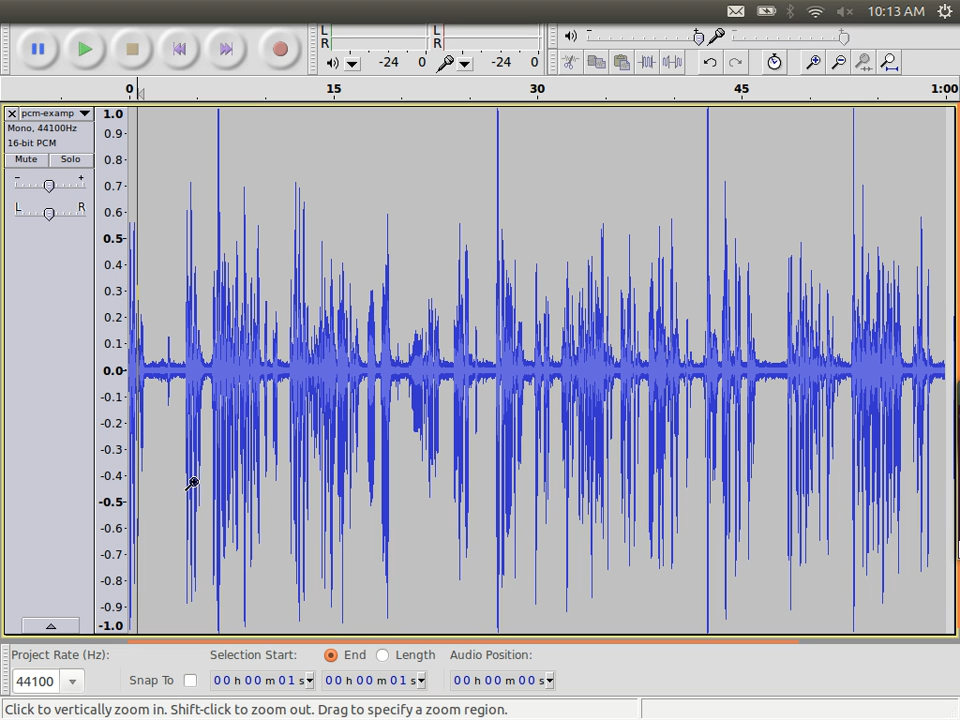 10:13 AM
L
R
L
R
-24 0
-24 0
- +
- +
0 15 30 45 1:00
pcm-examp
Mono, 44100Hz
16-bit PCM
Mute Solo
- +
L R
1.0
0.9
0.8
0.7
0.6
0.5
0.4
0.3
0.2
0.1
0.0
-0.1
-0.2
-0.3
-0.4
-0.5
-0.6
-0.7
-0.8
-0.9
-1.0
Project Rate (Hz): Selection Start: End Length Audio Position:
44100 Snap To 00 h 00 m 01 s 00 h 00 m 01 s 00 h 00 m 00 s
Click to vertically zoom in. Shift-click to zoom out. Drag to specify a zoom region.